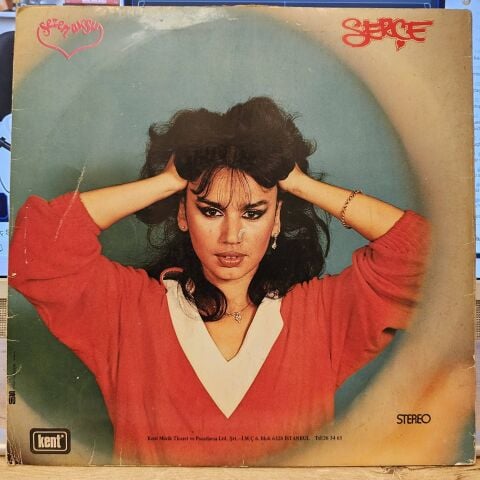 sezen aksu
SERÇE
STEREO
kent
Kent Müzik Ticaret ve Pazarlama Ltd. Şti. -İ.M.Ç 6. Blok 6325 İSTANBUL Tel:26 34 63